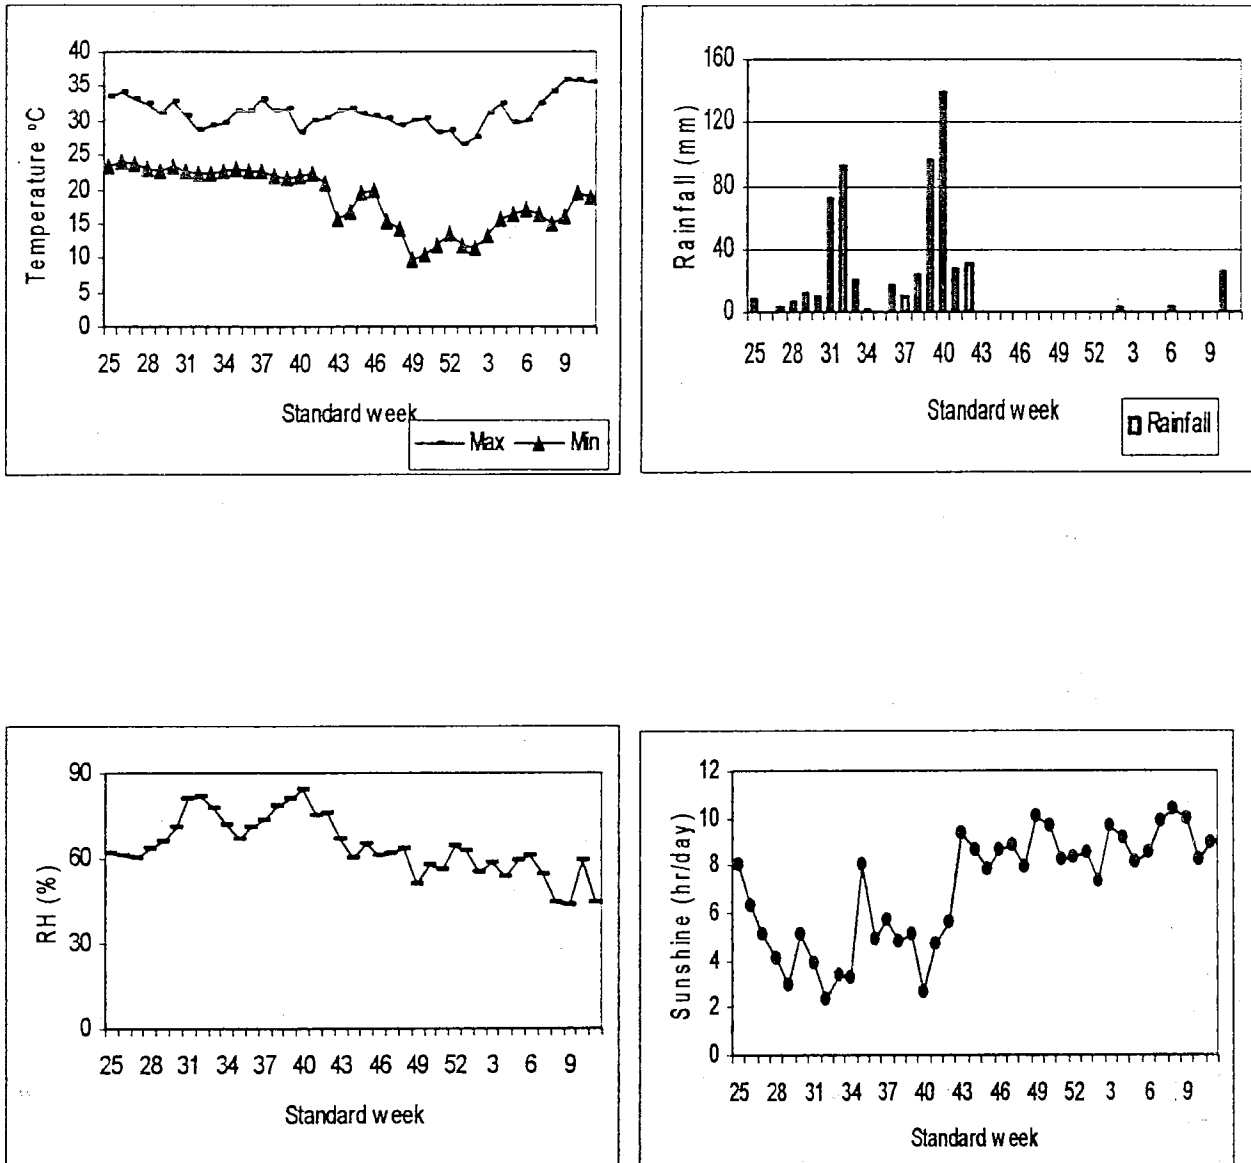 Temperature ºC
40
35
30
25
20
15
10
5
0
25 28 31 34 37 40 43 46 49 52 3 6 9
Standard week
Max Min
Rainfall (mm)
160
120
80
40
0
25 28 31 34 37 40 43 46 49 52 3 6 9
Standard week
Rainfall
RH (%)
90
60
30
0
25 28 31 34 37 40 43 46 49 52 3 6 9
Standard week
Sunshine (hr/day)
12
10
8
6
4
2
0
25 28 31 34 37 40 43 46 49 52 3 6 9
Standard week